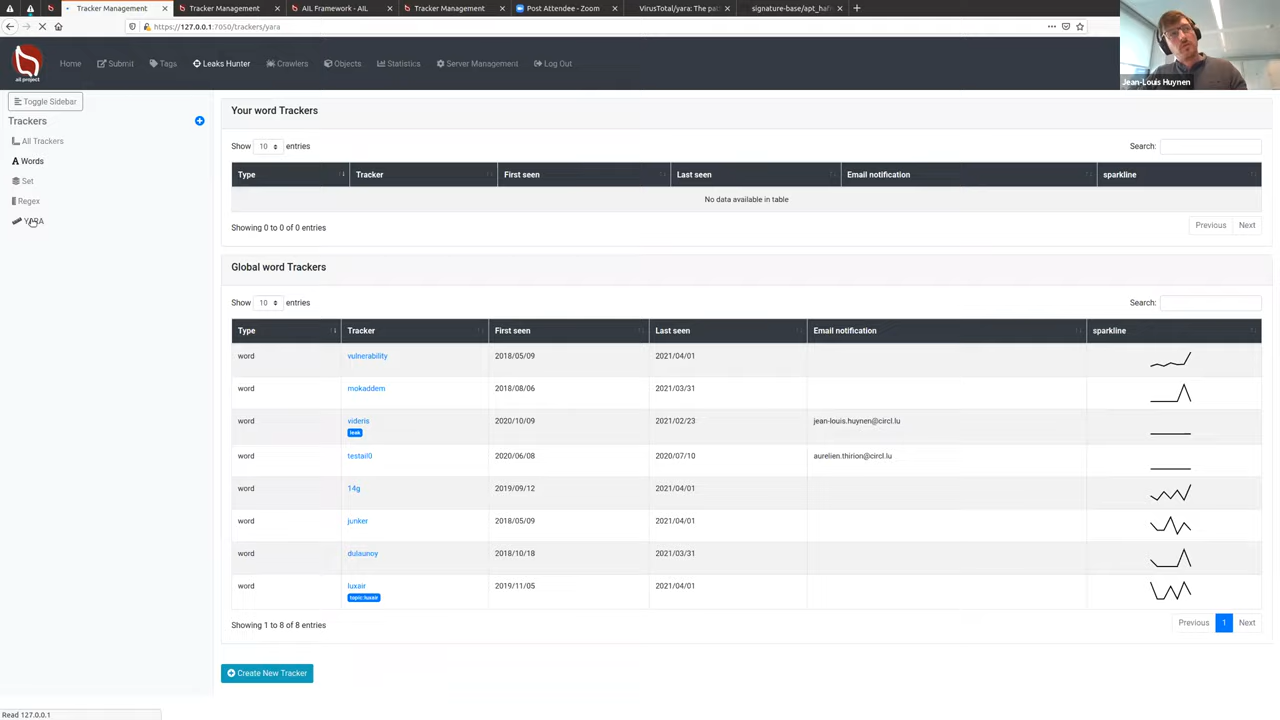 Tracker Management
Tracker Management
AIL Framework - AIL
Tracker Management
Post Attendee - Zoom
VirusTotal/yara: The pa
signature-base/apt_haf
https://127.0.0.1:7050/trackers/yara
ail project
Home
Submit
Tags
Leaks Hunter
Crawlers
Objects
Statistics
Server Management
Log Out
Jean-Louis Huynen
Toggle Sidebar
Trackers
All Trackers
Words
Set
Regex
YARA
Your word Trackers
Show 10 entries
Search:
Type Tracker First seen Last seen Email notification sparkline
No data available in table
Showing 0 to 0 of 0 entries
Previous Next
Global word Trackers
Show 10 entries
Search:
Type Tracker First seen Last seen Email notification sparkline
word vulnerability 2018/05/09 2021/04/01
word mokaddem 2018/08/06 2021/03/31
word videris 2020/10/09 2021/02/23 jean-louis.huynen@circl.lu
leak
word testail0 2020/06/08 2020/07/10 aurelien.thirion@circl.lu
word 14g 2019/09/12 2021/04/01
word junker 2018/05/09 2021/04/01
word dulaunoy 2018/10/18 2021/03/31
word luxair 2019/11/05 2021/04/01
topic:luxair
Showing 1 to 8 of 8 entries
Previous 1 Next
Create New Tracker
Read 127.0.0.1